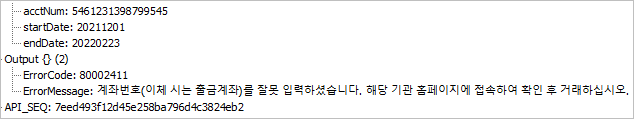 acctNum: 5461231398799545
startDate: 20211201
endDate: 20220223
Output {} (2)
ErrorCode: 80002411
ErrorMessage: 계좌번호(이체 시는 출금계좌)를 잘못 입력하셨습니다. 해당 기관 홈페이지에 접속하여 확인 후 거래하십시오.
API_SEQ: 7eed493f12d45e258ba796d4c3824eb2